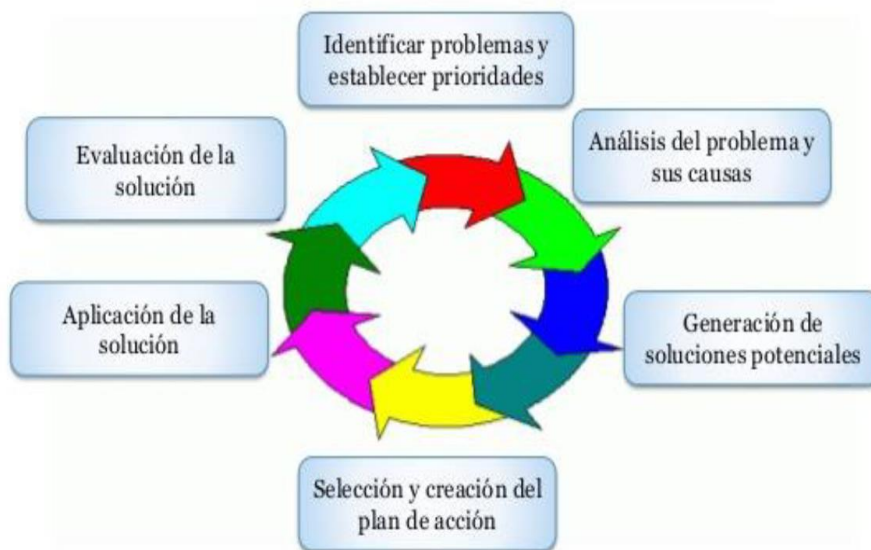 Identificar problemas y
establecer prioridades
Análisis del problema y
sus causas
Generación de
soluciones potenciales
Selección y creación del
plan de acción
Aplicación de la
solución
Evaluación de la
solución